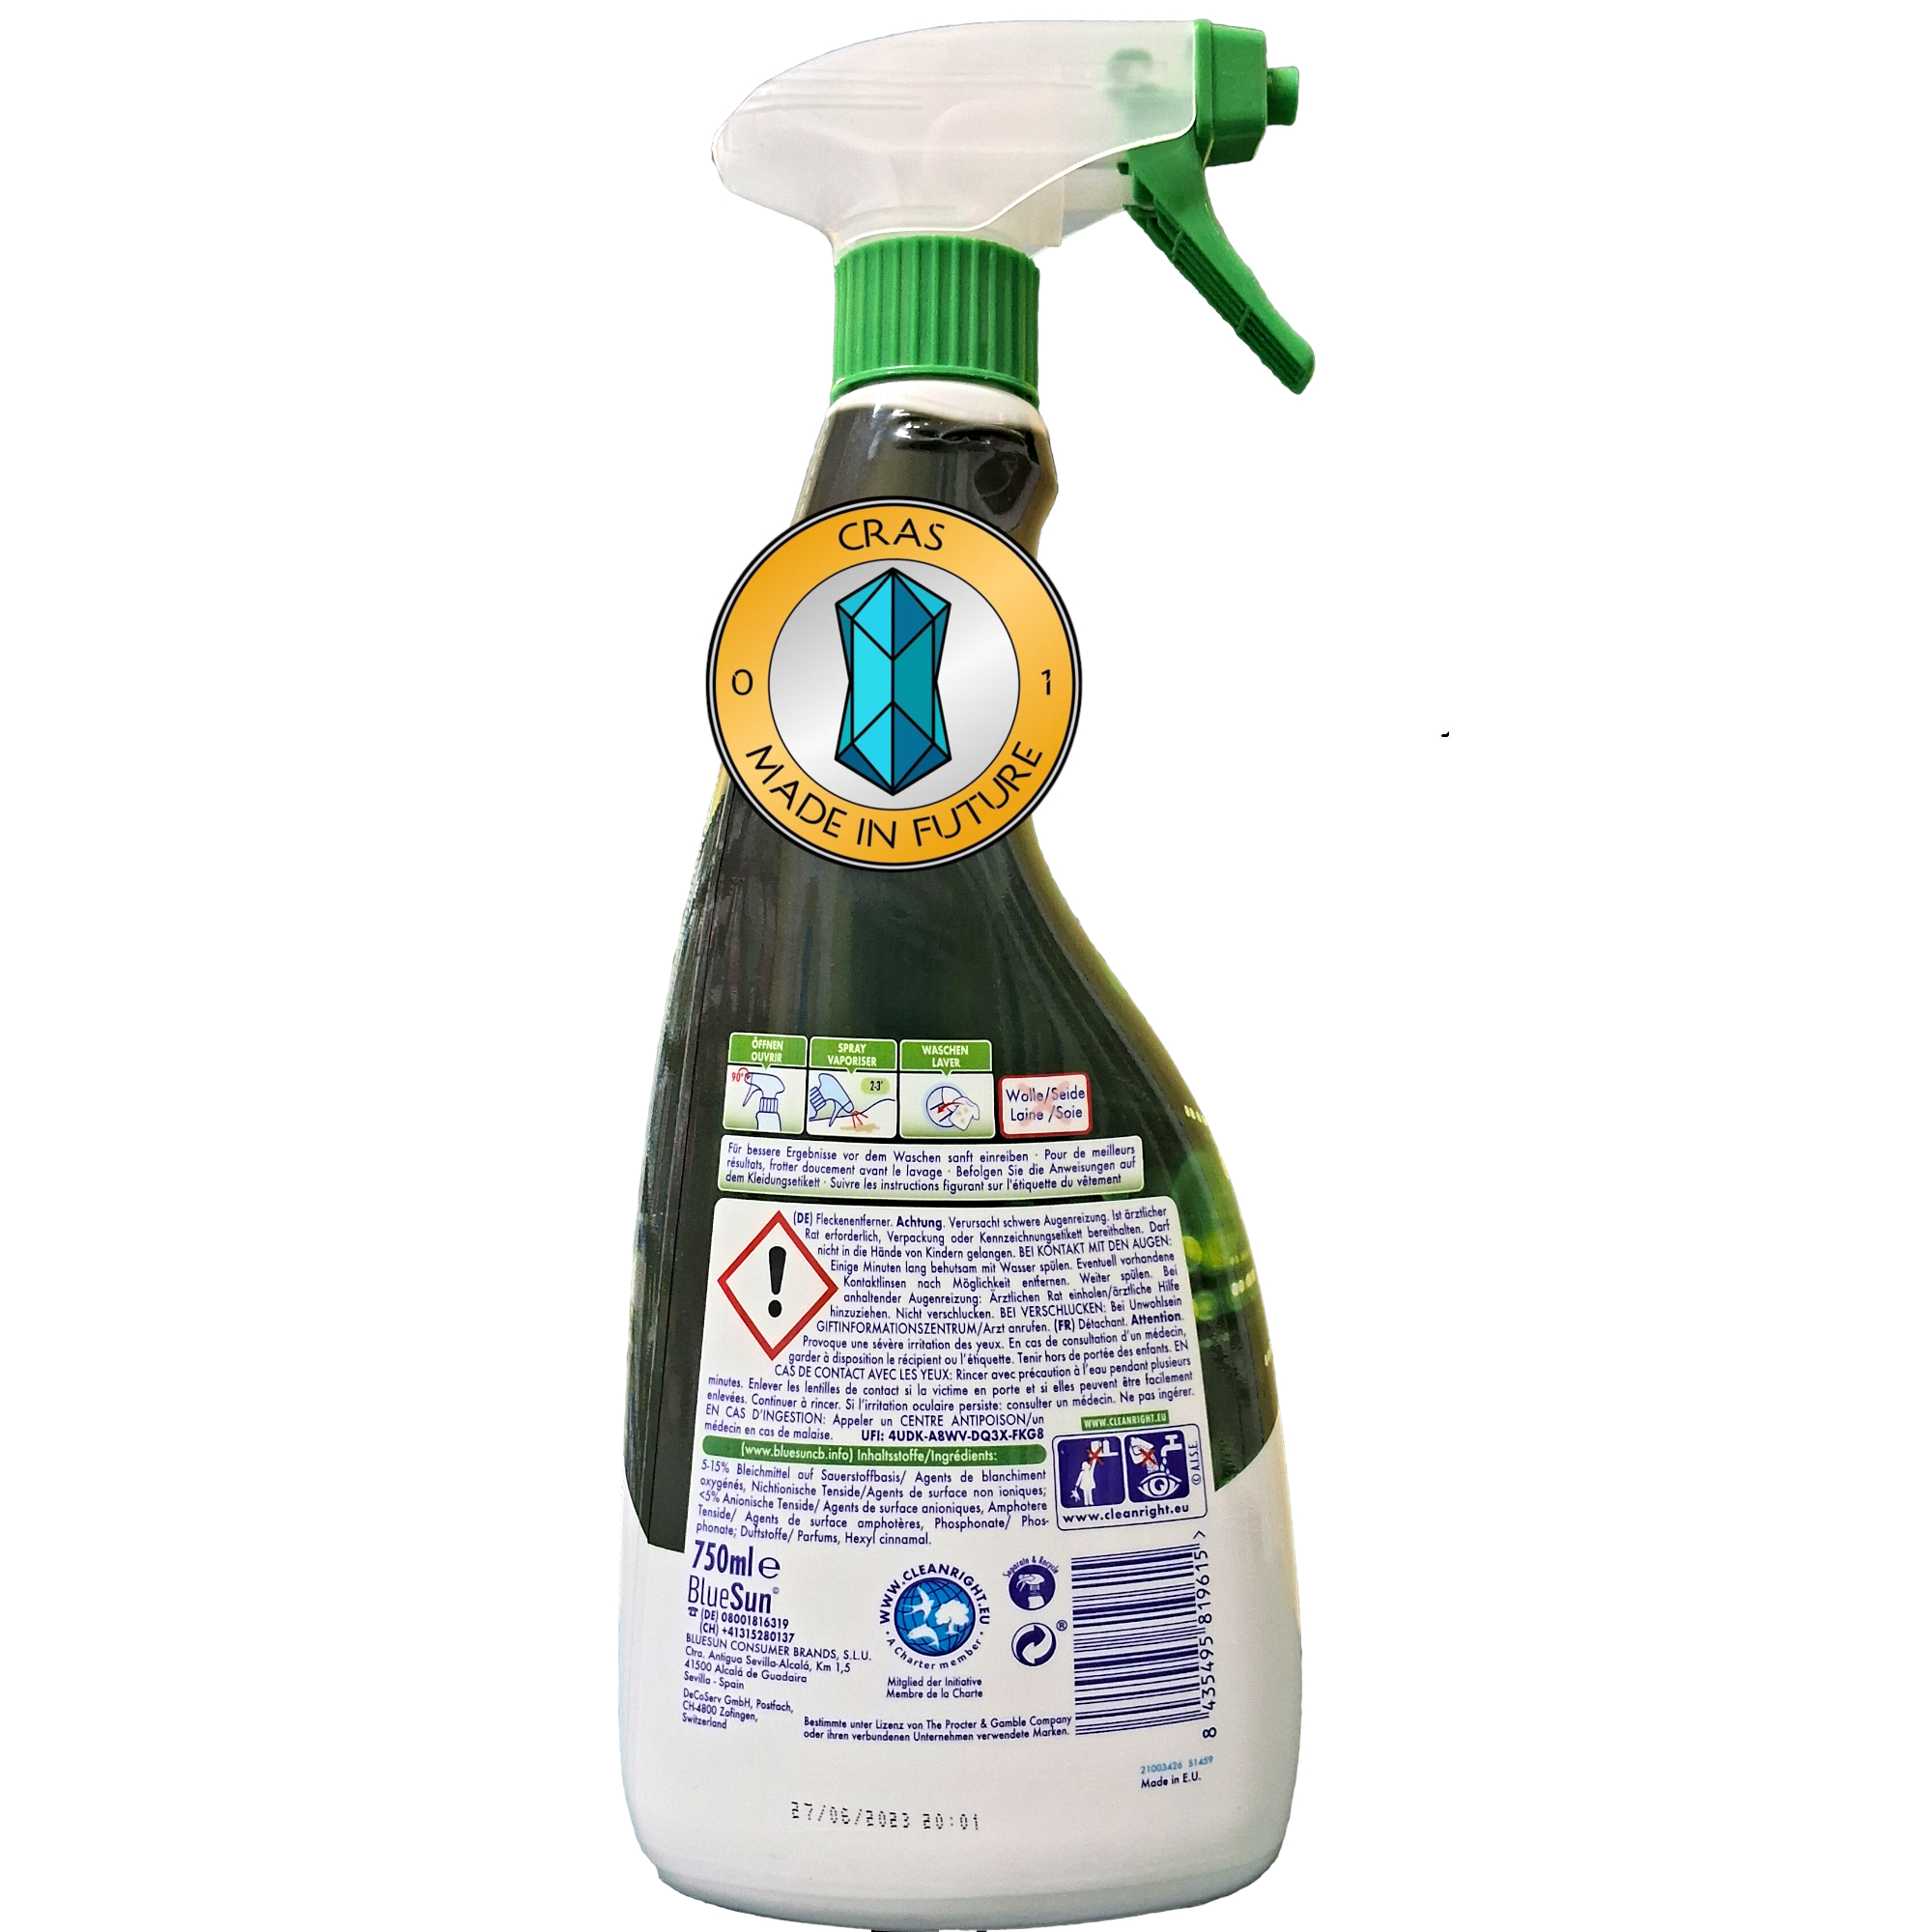 CRAS
0 1
MADE IN FUTURE
ÖFFNEN
OUVRIR
90°
SPRAY
VAPORISER
2-3'
WASCHEN
LAVER
Wolle/Seide
Laine /Soie
Für bessere Ergebnisse vor dem Waschen sanft einreiben · Pour de meilleurs
résultats, frotter doucement avant le lavage · Befolgen Sie die Anweisungen auf
dem Kleidungsetikett · Suivre les instructions figurant sur l'étiquette du vêtement
(DE) Fleckenentferner. Achtung. Verursacht schwere Augenreizung. Ist ärztlicher
Rat erforderlich, Verpackung oder Kennzeichnungsetikett bereithalten. Darf
nicht in die Hände von Kindern gelangen. BEI KONTAKT MIT DEN AUGEN:
Einige Minuten lang behutsam mit Wasser spülen. Eventuell vorhandene
Kontaktlinsen nach Möglichkeit entfernen. Weiter spülen. Bei
anhaltender Augenreizung: Ärztlichen Rat einholen/ärztliche Hilfe
hinzuziehen. Nicht verschlucken. BEI VERSCHLUCKEN: Bei Unwohlsein
GIFTINFORMATIONSZENTRUM/Arzt anrufen. (FR) Détachant. Attention.
Provoque une sévère irritation des yeux. En cas de consultation d'un médecin,
garder à disposition le récipient ou l'étiquette. Tenir hors de portée des enfants. EN
CAS DE CONTACT AVEC LES YEUX: Rincer avec précaution à l'eau pendant plusieurs
minutes. Enlever les lentilles de contact si la victime en porte et si elles peuvent être facilement
enlevées. Continuer à rincer. Si l'irritation oculaire persiste: consulter un médecin. Ne pas ingérer.
EN CAS D'INGESTION: Appeler un CENTRE ANTIPOISON/un
médecin en cas de malaise. UFI: 4UDK-A8WV-DQ3X-FKG8
WWW.CLEANRIGHT.EU
(www.bluesuncb.info) Inhaltsstoffe/Ingrédients:
5-15% Bleichmittel auf Sauerstoffbasis/ Agents de blanchiment
oxygénés, Nichtionische Tenside/Agents de surface non ioniques;
<5% Anionische Tenside/ Agents de surface anioniques, Amphotere
Tenside/ Agents de surface amphotères, Phosphonate/ Phos-
phonate; Duftstoffe/ Parfums, Hexyl cinnamal.
© A.I.S.E.
www.cleanright.eu
750ml e
BlueSun©
(DE) 08001816319
(CH) +41315280137
BLUESUN CONSUMER BRANDS, S.L.U.
Ctra. Antigua Sevilla-Alcalá, Km 1,5
41500 Alcalá de Guadaira
Sevilla - Spain
DeCoServ GmbH, Postfach,
CH-4800 Zofingen,
Switzerland
WWW.CLEANRIGHT.EU
· A Charter member ·
Mitglied der Initiative
Membre de la Charte
Separate & Recycle
®
Bestimmte unter Lizenz von The Procter & Gamble Company
oder ihren verbundenen Unternehmen verwendete Marken.
8 435495 819615 >
21003426 S1459
Made in E.U.
27/06/2023 20:01